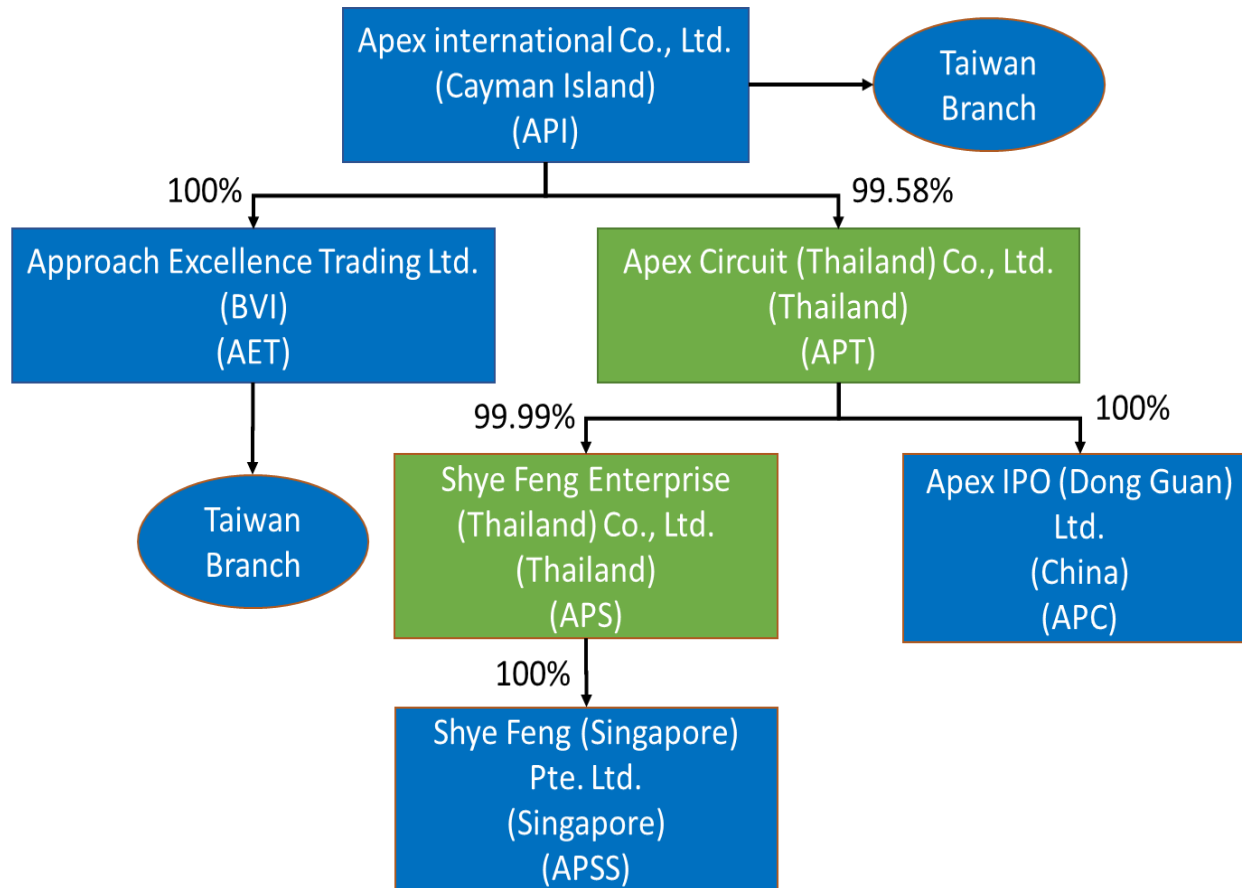 Apex international Co., Ltd.
(Cayman Island)
(API)
Taiwan
Branch
100%
99.58%
Approach Excellence Trading Ltd.
(BVI)
(AET)
Apex Circuit (Thailand) Co., Ltd.
(Thailand)
(APT)
99.99%
100%
Taiwan
Branch
Shye Feng Enterprise
(Thailand) Co., Ltd.
(Thailand)
(APS)
Apex IPO (Dong Guan)
Ltd.
(China)
(APC)
100%
Shye Feng (Singapore)
Pte. Ltd.
(Singapore)
(APSS)